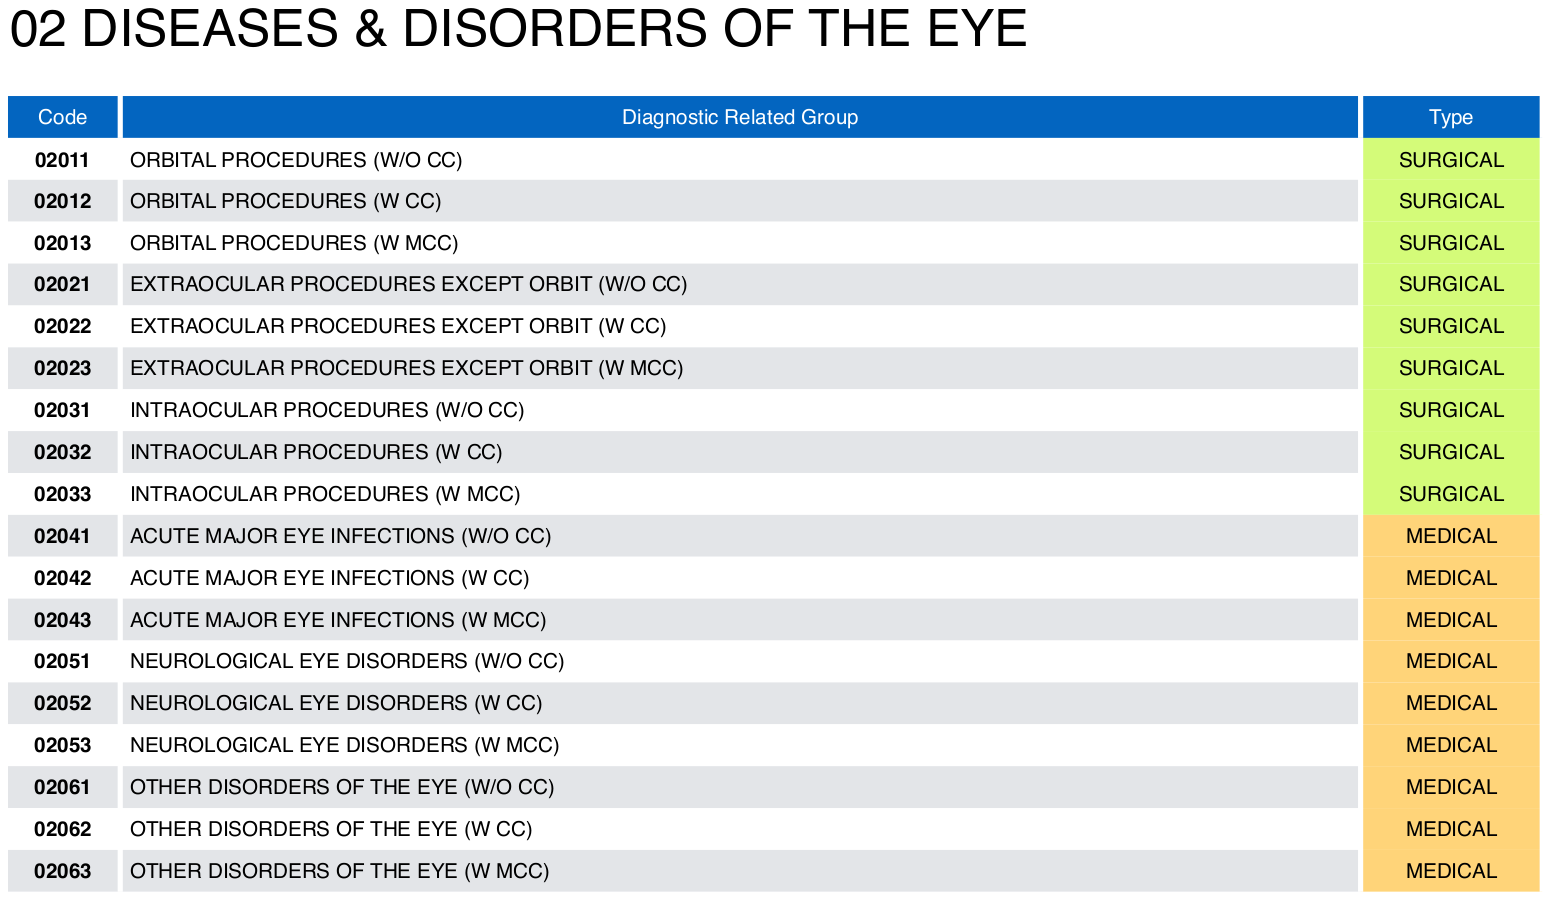 02 DISEASES & DISORDERS OF THE EYE
Code Diagnostic Related Group Type
02011 ORBITAL PROCEDURES (W/O CC) SURGICAL
02012 ORBITAL PROCEDURES (W CC) SURGICAL
02013 ORBITAL PROCEDURES (W MCC) SURGICAL
02021 EXTRAOCULAR PROCEDURES EXCEPT ORBIT (W/O CC) SURGICAL
02022 EXTRAOCULAR PROCEDURES EXCEPT ORBIT (W CC) SURGICAL
02023 EXTRAOCULAR PROCEDURES EXCEPT ORBIT (W MCC) SURGICAL
02031 INTRAOCULAR PROCEDURES (W/O CC) SURGICAL
02032 INTRAOCULAR PROCEDURES (W CC) SURGICAL
02033 INTRAOCULAR PROCEDURES (W MCC) SURGICAL
02041 ACUTE MAJOR EYE INFECTIONS (W/O CC) MEDICAL
02042 ACUTE MAJOR EYE INFECTIONS (W CC) MEDICAL
02043 ACUTE MAJOR EYE INFECTIONS (W MCC) MEDICAL
02051 NEUROLOGICAL EYE DISORDERS (W/O CC) MEDICAL
02052 NEUROLOGICAL EYE DISORDERS (W CC) MEDICAL
02053 NEUROLOGICAL EYE DISORDERS (W MCC) MEDICAL
02061 OTHER DISORDERS OF THE EYE (W/O CC) MEDICAL
02062 OTHER DISORDERS OF THE EYE (W CC) MEDICAL
02063 OTHER DISORDERS OF THE EYE (W MCC) MEDICAL